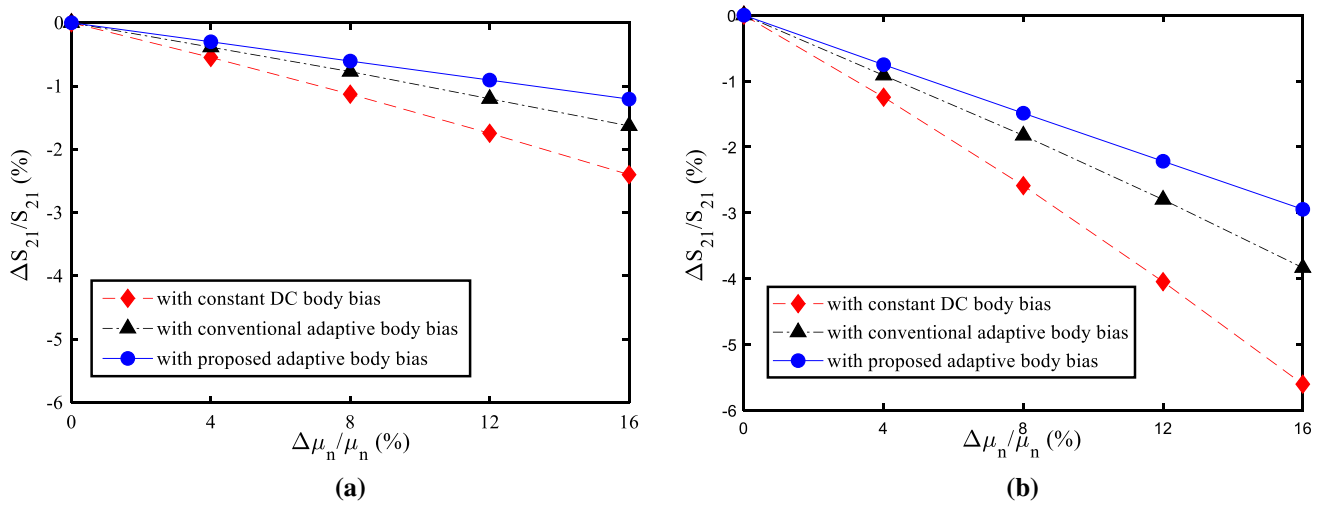 0
-1
-2
-3
-4
-5
-6
ΔS21/S21 (%)
with constant DC body bias
with conventional adaptive body bias
with proposed adaptive body bias
0 4 8 12 16
Δμn/μn (%)
(a)
0
-1
-2
-3
-4
-5
-6
ΔS21/S21 (%)
with constant DC body bias
with conventional adaptive body bias
with proposed adaptive body bias
0 4 8 12 16
Δμn/μn (%)
(b)